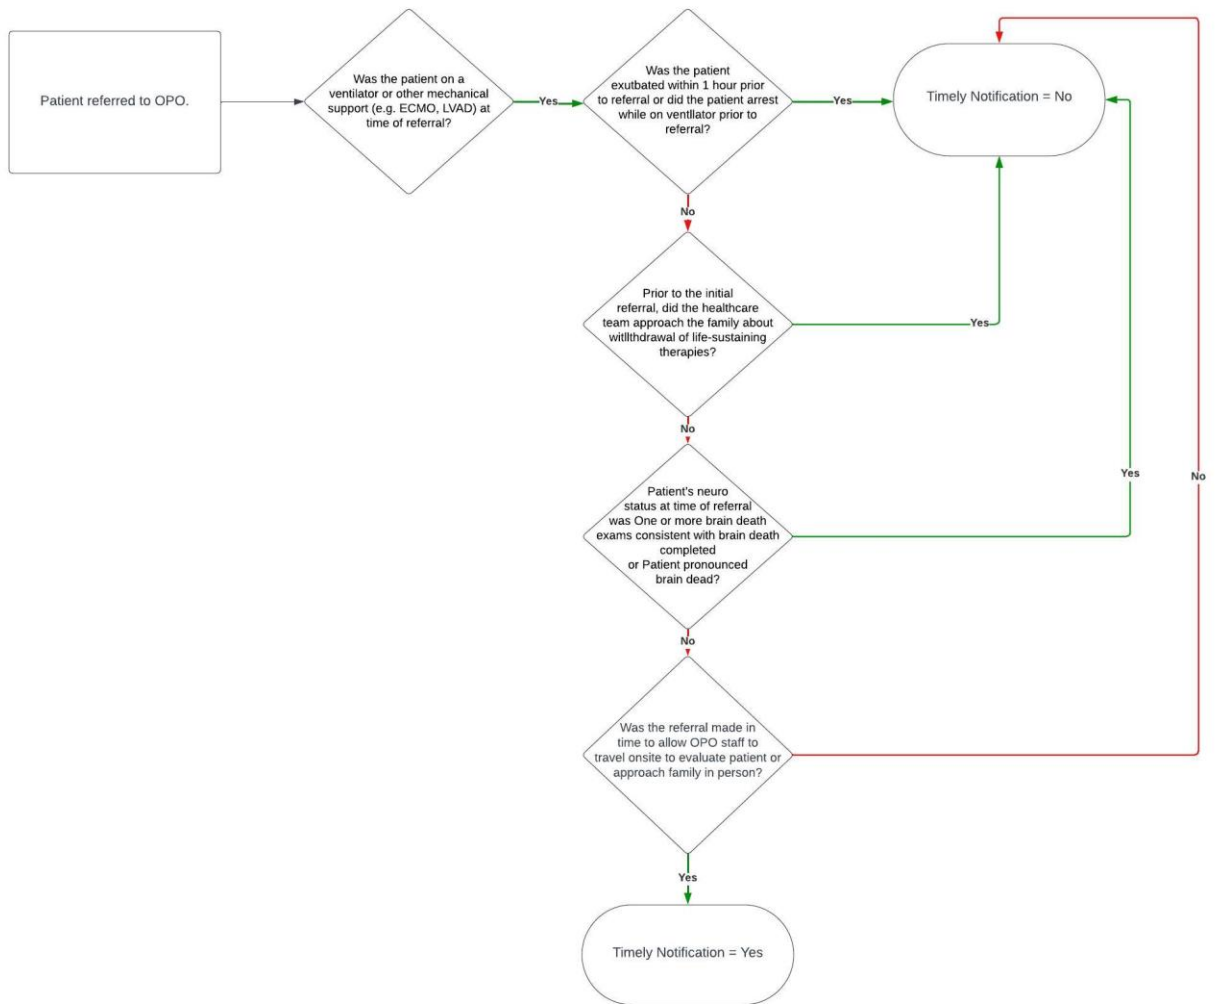 Patient referred to OPO.
Was the patient on a
ventilator or other mechanical
support (e.g. ECMO, LVAD) at
time of referral?
Yes
Was the patient
exutbated within 1 hour prior
to referral or did the patient arrest
while on ventllator prior to
referral?
Yes
Timely Notification = No
No
Prior to the initial
referral, did the healthcare
team approach the family about
witllthdrawal of life-sustaining
therapies?
Yes
No
Patient's neuro
status at time of referral
was One or more brain death
exams consistent with brain death
completed
or Patient pronounced
brain dead?
Yes
No
No
Was the referral made in
time to allow OPO staff to
travel onsite to evaluate patient or
approach family in person?
Yes
Timely Notification = Yes